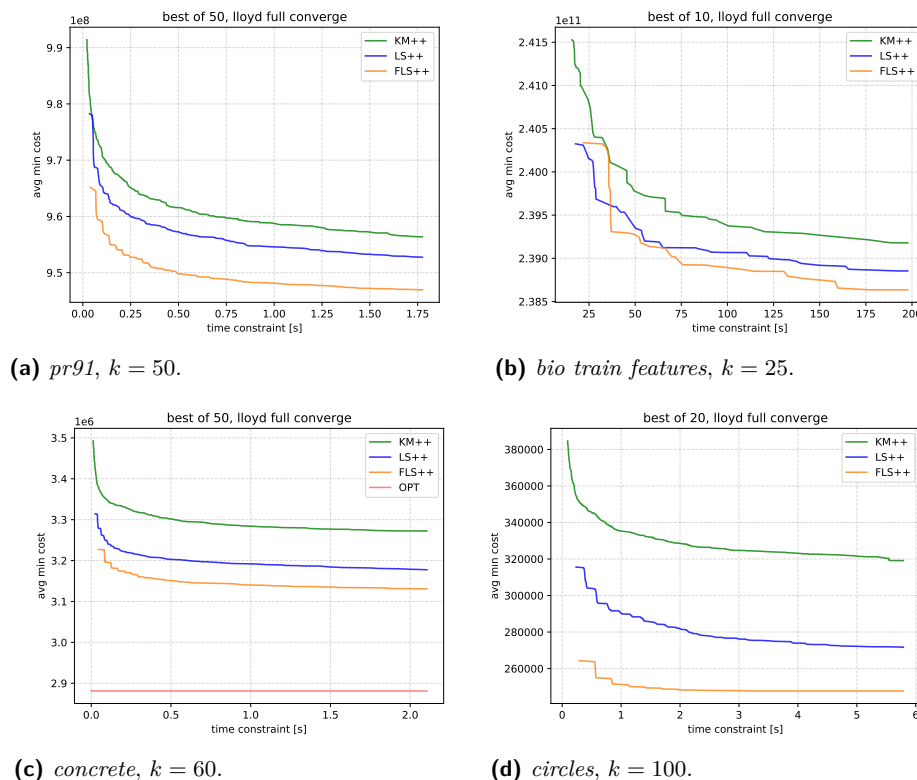 best of 50, lloyd full converge
1e8
KM++
LS++
FLS++
avg min cost
9.9
9.8
9.7
9.6
9.5
0.00 0.25 0.50 0.75 1.00 1.25 1.50 1.75
time constraint [s]
(a) pr91, k = 50.
best of 10, lloyd full converge
1e11
KM++
LS++
FLS++
avg min cost
2.415
2.410
2.405
2.400
2.395
2.390
2.385
25 50 75 100 125 150 175 200
time constraint [s]
(b) bio train features, k = 25.
best of 50, lloyd full converge
1e6
KM++
LS++
FLS++
OPT
avg min cost
3.5
3.4
3.3
3.2
3.1
3.0
2.9
0.0 0.5 1.0 1.5 2.0
time constraint [s]
(c) concrete, k = 60.
best of 20, lloyd full converge
KM++
LS++
FLS++
avg min cost
380000
360000
340000
320000
300000
280000
260000
0 1 2 3 4 5 6
time constraint [s]
(d) circles, k = 100.